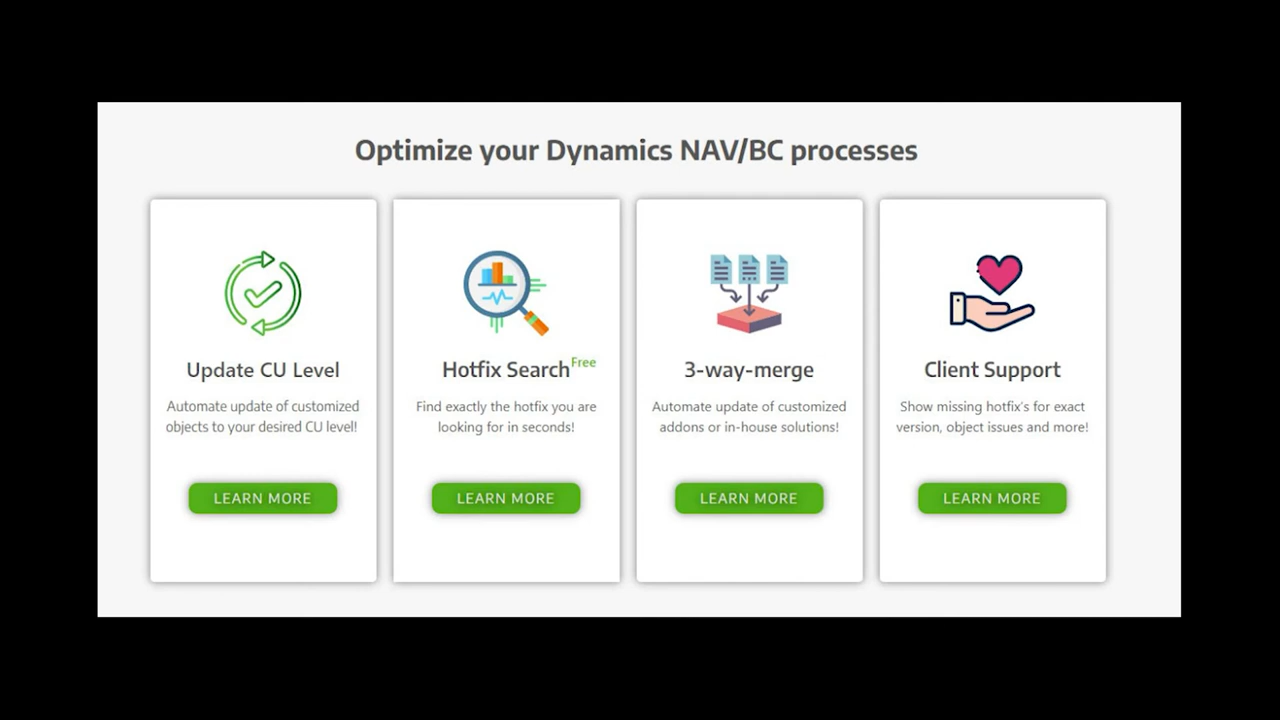 Optimize your Dynamics NAV/BC processes
Update CU Level
Automate update of customized
objects to your desired CU level!
LEARN MORE
Hotfix Search Free
Find exactly the hotfix you are
looking for in seconds!
LEARN MORE
3-way-merge
Automate update of customized
addons or in-house solutions!
LEARN MORE
Client Support
Show missing hotfix's for exact
version, object issues and more!
LEARN MORE